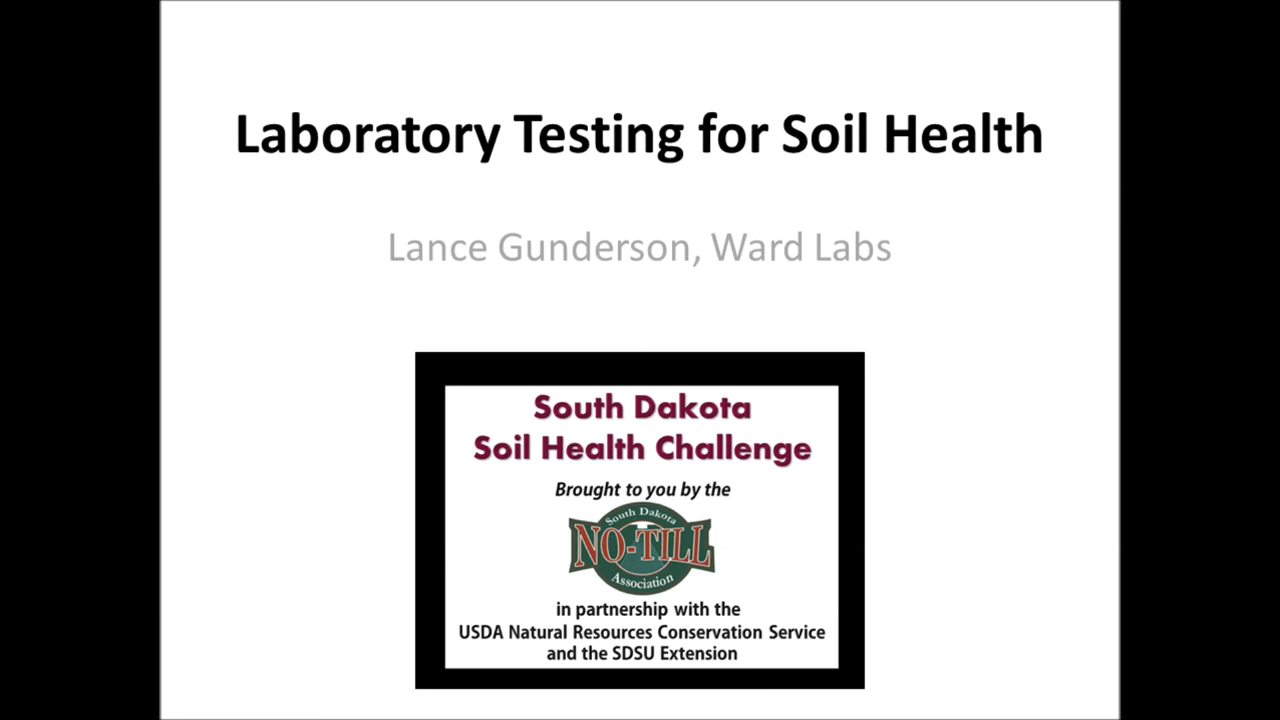 Laboratory Testing for Soil Health
Lance Gunderson, Ward Labs
South Dakota
Soil Health Challenge
Brought to you by the
South Dakota
NO-TILL
Association
in partnership with the
USDA Natural Resources Conservation Service
and the SDSU Extension